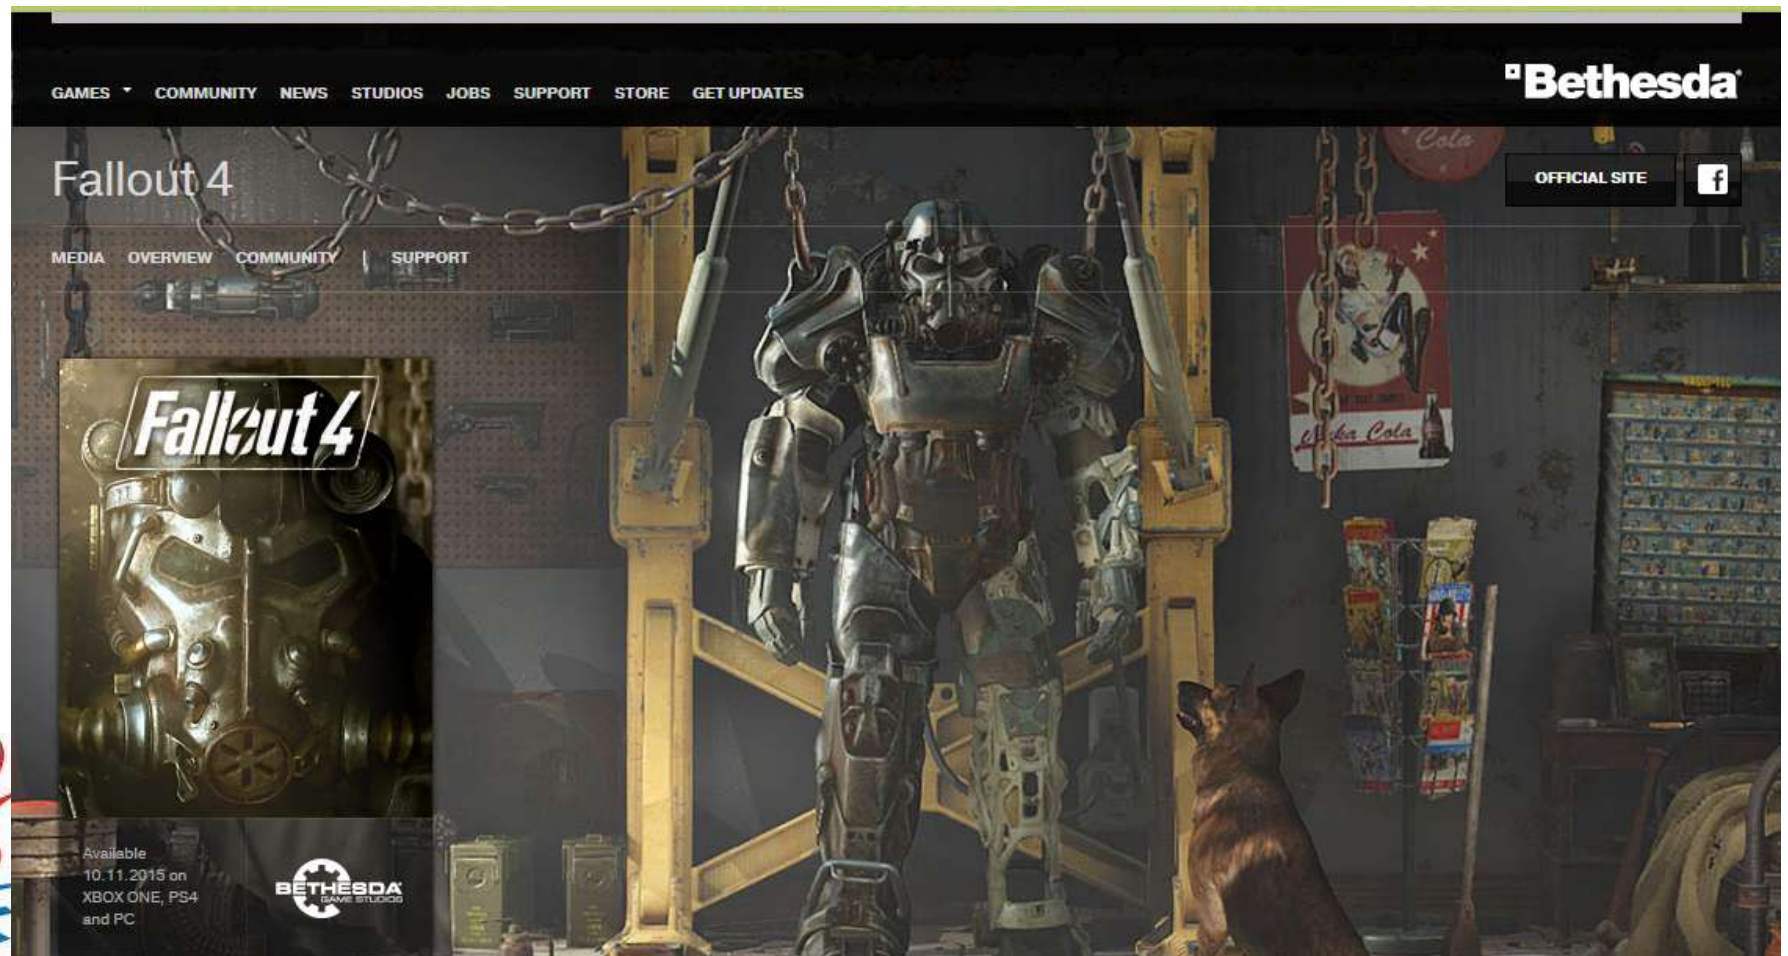 GAMES COMMUNITY NEWS STUDIOS JOBS SUPPORT STORE GET UPDATES
Bethesda
Fallout 4
OFFICIAL SITE
f
MEDIA OVERVIEW COMMUNITY | SUPPORT
Cola
Cola
Fallout 4
Available
10.11.2015 on
XBOX ONE, PS4
and PC
BETHESDA
GAME STUDIOS